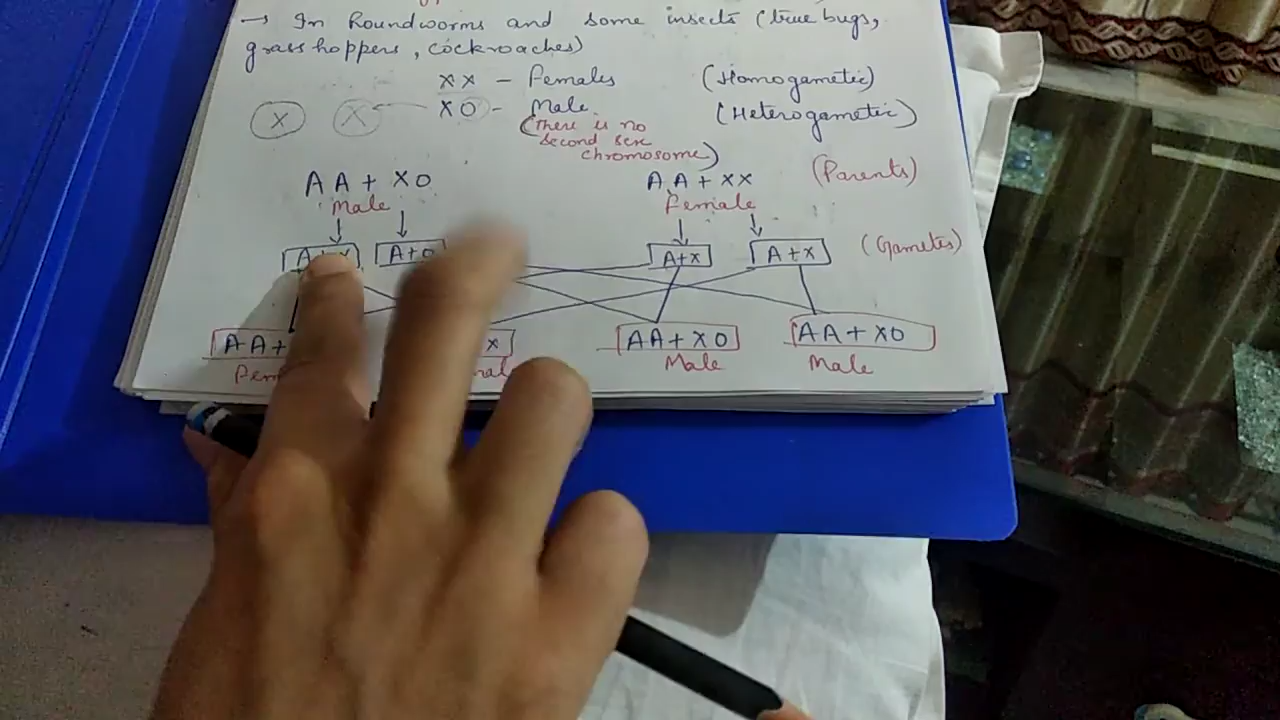 → In Roundworms and some insects (true bugs,
grasshoppers, cockroaches)
XX - Females (Homogametic)
X X XO - Male (Heterogametic)
(There is no
second sex
chromosome)
AA + XO AA + XX (Parents)
Male Female
A+O A+X A+X (Gametes)
AA+ X AA + XO AA + XO
Male Male